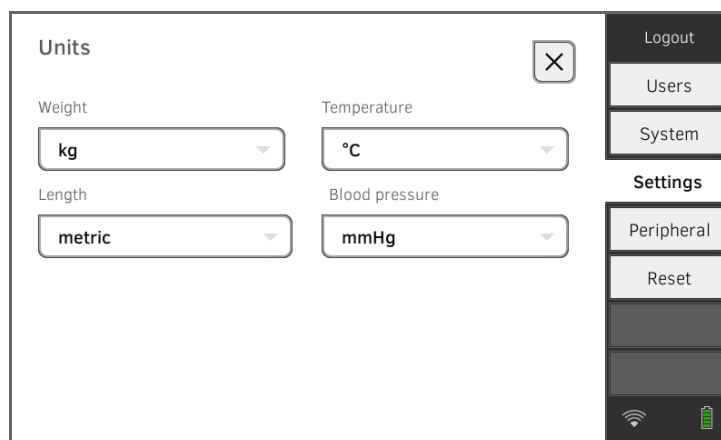 Units
Weight
Temperature
kg
°C
Length
Blood pressure
metric
mmHg
Logout
Users
System
Settings
Peripheral
Reset